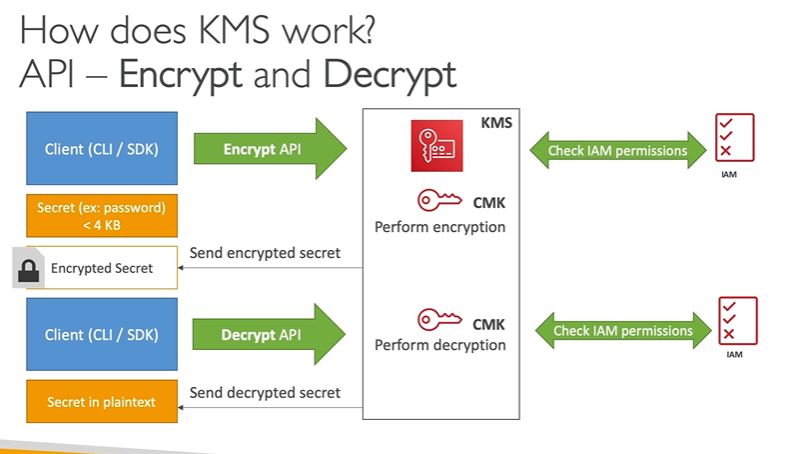 How does KMS work?
API – Encrypt and Decrypt
Client (CLI / SDK)
Encrypt API
KMS
Check IAM permissions
IAM
Secret (ex: password)
< 4 KB
CMK
Perform encryption
Encrypted Secret
Send encrypted secret
Client (CLI / SDK)
Decrypt API
CMK
Perform decryption
Check IAM permissions
IAM
Secret in plaintext
Send decrypted secret